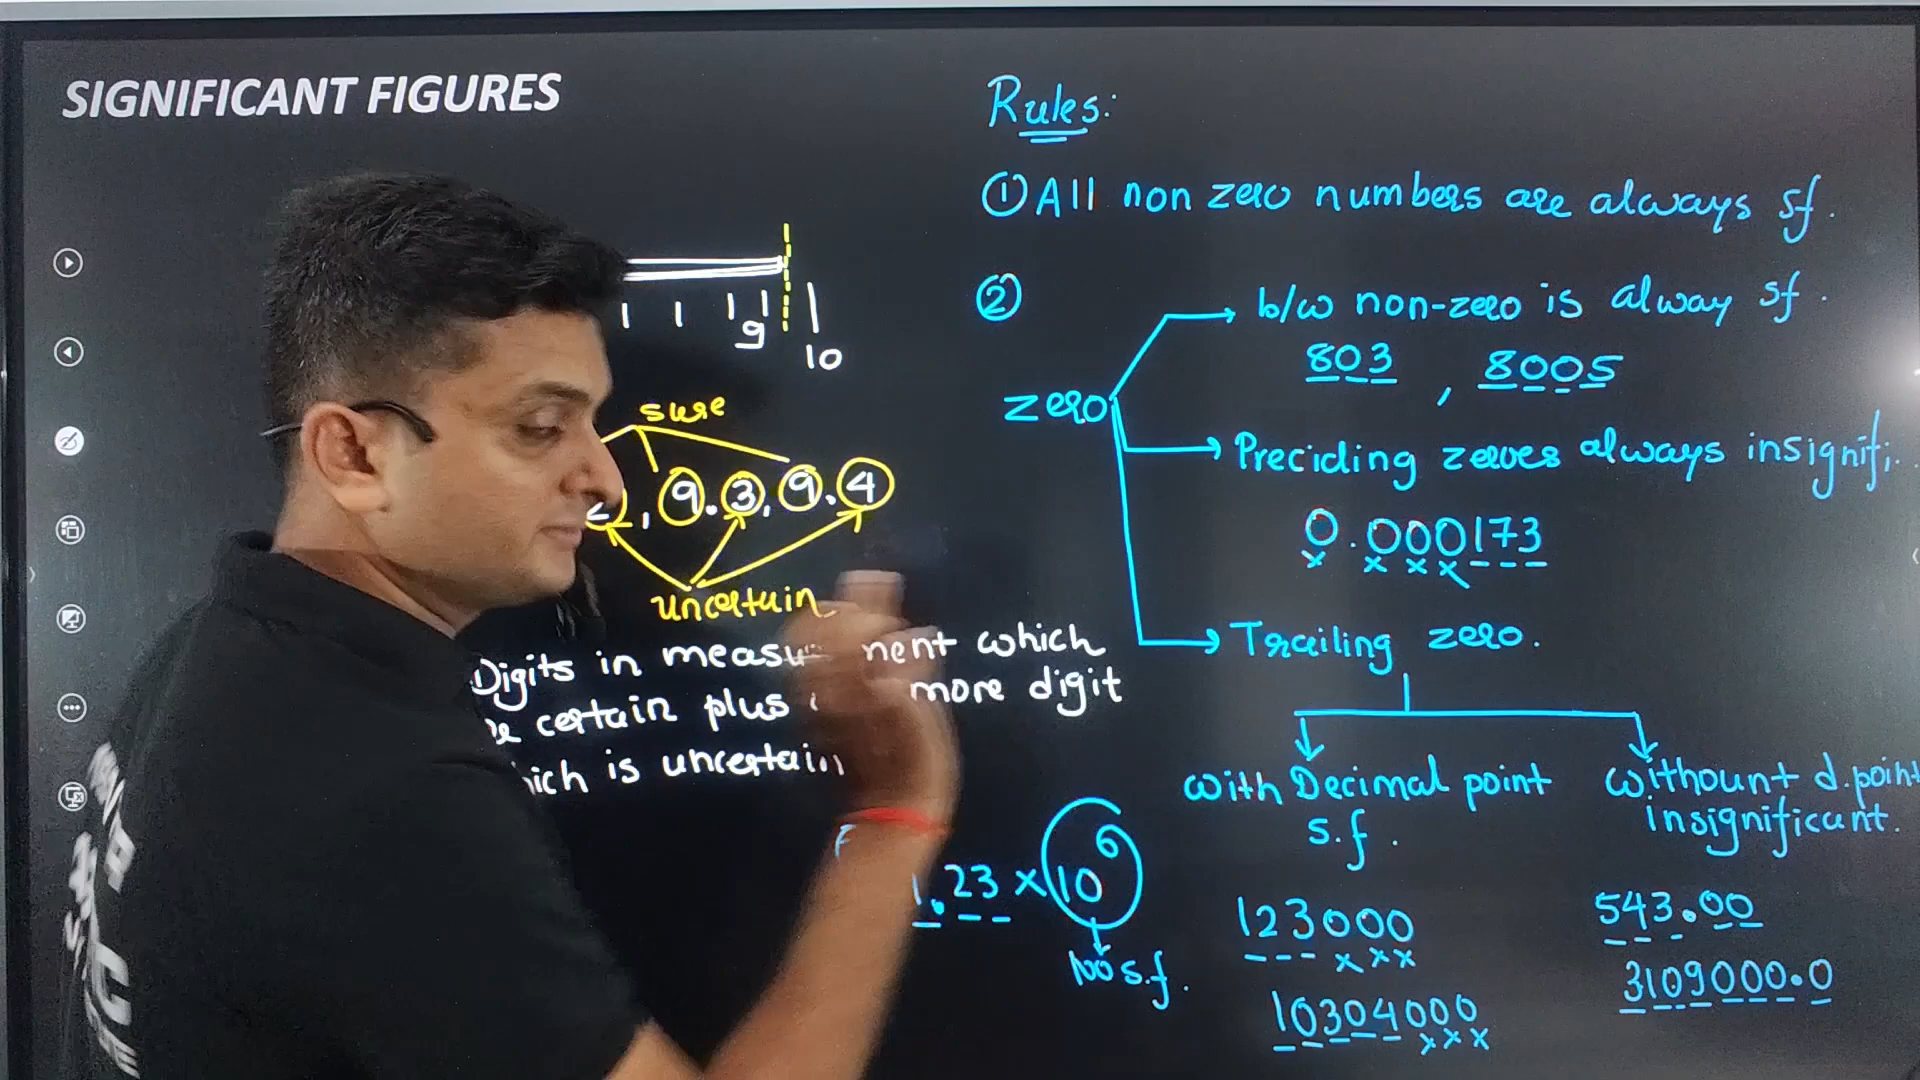 SIGNIFICANT FIGURES
9
10
sure
, 9.3, 9.4
uncertain
Digits in measu nent which
certain plus more digit
hich is uncertain
1.23 x 10 6
No s.f.
Rules:
① All non zero numbers are always sf.
②
zero
b/w non-zero is alway sf.
803 , 8005
Preciding zeroes always insignifi.
0.000173
x x x x
Trailing zero.
with Decimal point
s.f.
123000
x x x
10304000
x x x
withount d.point
insignificant.
543.00
3109000.0